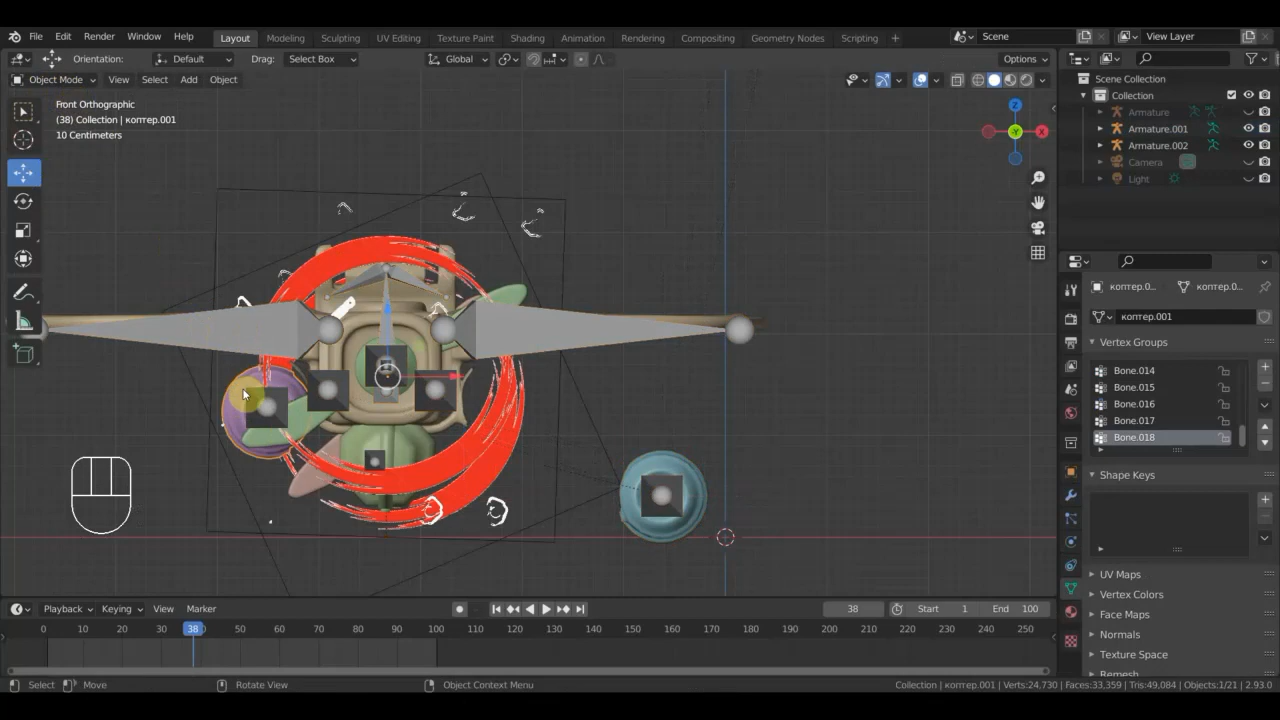 File Edit Render Window Help Layout Modeling Sculpting UV Editing Texture Paint Shading Animation Rendering Compositing Geometry Nodes Scripting + Scene View Layer
Orientation: Default Drag: Select Box Global Options
Object Mode View Select Add Object
Scene Collection
Collection
Armature
Armature.001
Armature.002
Camera
Light
Front Orthographic
(38) Collection | коптер.001
10 Centimeters
Z
-Y
X
коптер.0... коптер.0...
коптер.001
Vertex Groups
Bone.014
Bone.015
Bone.016
Bone.017
Bone.018
Shape Keys
UV Maps
Vertex Colors
Face Maps
Normals
Texture Space
Remesh
Playback Keying View Marker 38 Start 1 End 100
0 10 20 38 50 60 70 80 90 100 110 120 130 140 150 160 170 180 190 200 210 220 230 240 250
Select Move Rotate View Object Context Menu Collection | коптер.001 | Verts:24,730 | Faces:33,359 | Tris:49,084 | Objects:1/21 | 2.93.0